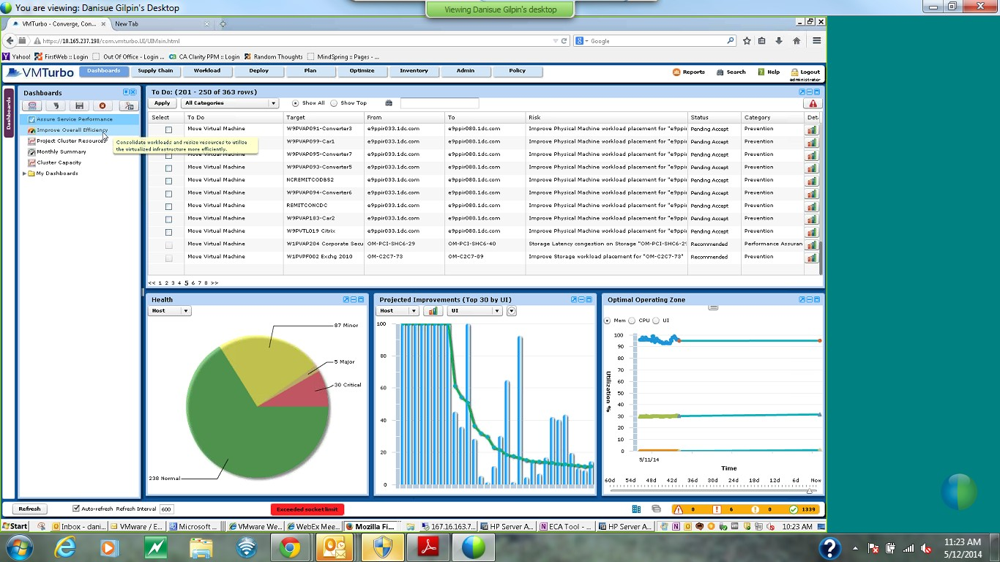 You are viewing: Danisue Gilpin's Desktop
Viewing Danisue Gilpin's desktop
VMTurbo - Converge, Con...
New Tab
https://10.165.237.198/com.vmturbo.UI/UIMain.html
Google
Yahoo! FirstWeb :: Login Out Of Office - Login ... CA Clarity PPM :: Login Random Thoughts MindSpring :: Pages - ...
VMTurbo Dashboards Supply Chain Workload Deploy Plan Optimize Inventory Admin Policy Reports Search Help Logout
administrator
Dashboards
Dashboards
Assure Service Performance
Improve Overall Efficiency
Project Cluster Resources
Monthly Summary
Cluster Capacity
My Dashboards
Consolidate workloads and resize resources to utilize
the virtualized infrastructure more efficiently.
To Do: (201 - 250 of 363 rows)
Apply All Categories Show All Show Top
Select To Do Target From To Risk Status Category Det
Move Virtual Machine W9PVAP091-Converter3 e9ppir033.1dc.com e9ppir080.1dc.com Improve Physical Machine workload placement for "e9ppir Pending Accept Prevention
Move Virtual Machine W9PVAP099-Car1 e9ppir033.1dc.com e9ppir080.1dc.com Improve Physical Machine workload placement for "e9ppir Pending Accept Prevention
Move Virtual Machine W9PVAP095-Converter7 e9ppir033.1dc.com e9ppir080.1dc.com Improve Physical Machine workload placement for "e9ppir Pending Accept Prevention
Move Virtual Machine W9PVAP093-Converter5 e9ppir033.1dc.com e9ppir080.1dc.com Improve Physical Machine workload placement for "e9ppir Pending Accept Prevention
Move Virtual Machine NCREMITCODBS2 e9ppir033.1dc.com e9ppir080.1dc.com Improve Physical Machine workload placement for "e9ppir Pending Accept Prevention
Move Virtual Machine W9PVAP094-Converter6 e9ppir033.1dc.com e9ppir080.1dc.com Improve Physical Machine workload placement for "e9ppir Pending Accept Prevention
Move Virtual Machine REMITCONCDC e9ppir033.1dc.com e9ppir080.1dc.com Improve Physical Machine workload placement for "e9ppir Pending Accept Prevention
Move Virtual Machine W9PVAP183-Car2 e9ppir033.1dc.com e9ppir080.1dc.com Improve Physical Machine workload placement for "e9ppir Pending Accept Prevention
Move Virtual Machine W9PVTL019 Citrix e9ppir033.1dc.com e9ppir080.1dc.com Improve Physical Machine workload placement for "e9ppir Pending Accept Prevention
Move Virtual Machine W1PVAP204 Corporate Secu OM-PCI-SHC6-29 OM-PCI-SHC6-40 Storage Latency congestion on Storage "OM-PCI-SHC6-29 Recommended Performance Assuran
Move Virtual Machine W1PVPF002 Exchg 2010 OM-C2C7-73 OM-C2C7-09 Improve Storage workload placement for "OM-C2C7-73" Recommended Prevention
<< 1 2 3 4 5 6 7 8 >>
Health
Host
87 Minor
5 Major
30 Critical
238 Normal
Projected Improvements (Top 30 by UI)
Host UI
100
80
60
40
20
0
Optimal Operating Zone
Mem CPU UI
Utilization %
100
90
80
70
60
50
40
30
20
10
0
5/11/14
Time
60d 54d 48d 42d 36d 30d 24d 18d 12d 6d Now
Refresh Auto-refresh Refresh Interval 600 Exceeded socket limit 0 6 0 1339
Start Inbox - dani... VMware / E... Microsoft ... VMware We... WebEx Mee... Mozilla Fi... 167.16.163.7... HP Server A... ECA Tool - ... HP Server A... 10:23 AM
11:23 AM
5/12/2014